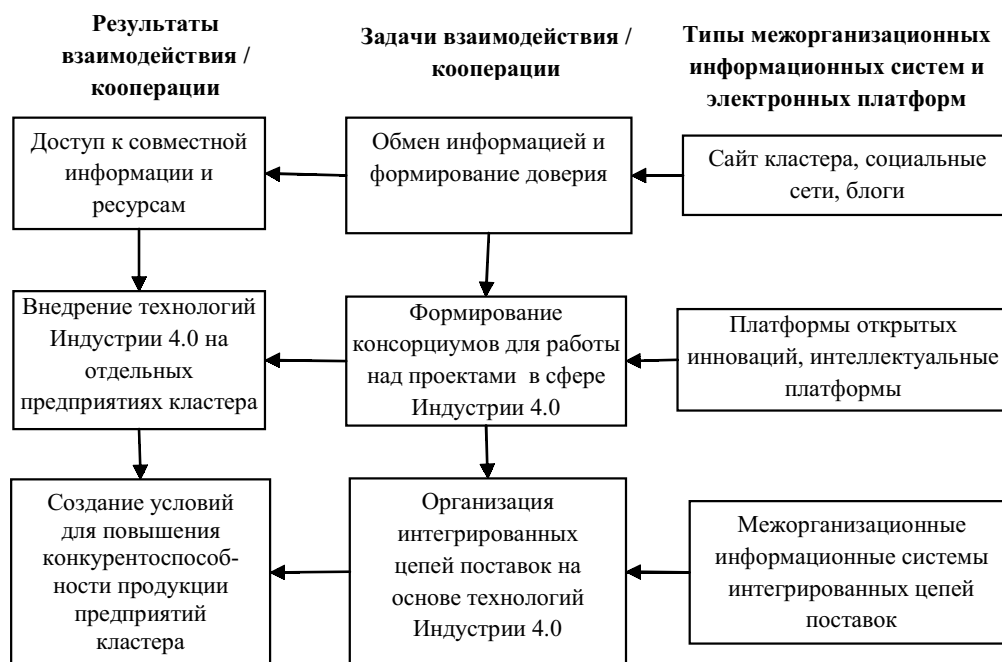 Результаты
взаимодействия /
кооперации
Задачи взаимодействия /
кооперации
Типы межорганизационных
информационных систем и
электронных платформ
Доступ к совместной
информации и
ресурсам
Обмен информацией и
формирование доверия
Сайт кластера, социальные
сети, блоги
Внедрение технологий
Индустрии 4.0 на
отдельных
предприятиях кластера
Формирование
консорциумов для работы
над проектами в сфере
Индустрии 4.0
Платформы открытых
инноваций, интеллектуальные
платформы
Создание условий
для повышения
конкурентоспособ-
ности продукции
предприятий
кластера
Организация
интегрированных
цепей поставок на
основе технологий
Индустрии 4.0
Межорганизационные
информационные системы
интегрированных цепей
поставок